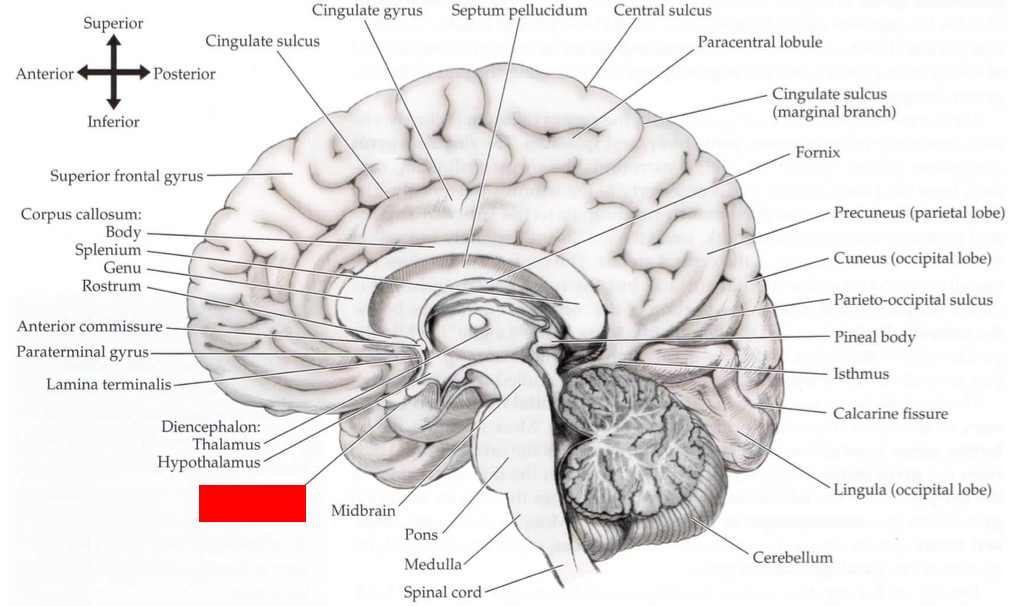 Cingulate gyrus
Septum pellucidum
Central sulcus
Superior
Cingulate sulcus
Paracentral lobule
Anterior
Posterior
Cingulate sulcus
(marginal branch)
Inferior
Fornix
Superior frontal gyrus
Corpus callosum:
Body
Splenium
Genu
Rostrum
Precuneus (parietal lobe)
Cuneus (occipital lobe)
Parieto-occipital sulcus
Anterior commissure
Pineal body
Paraterminal gyrus
Isthmus
Lamina terminalis
Calcarine fissure
Diencephalon:
Thalamus
Hypothalamus
Lingula (occipital lobe)
Midbrain
Pons
Cerebellum
Medulla
Spinal cord